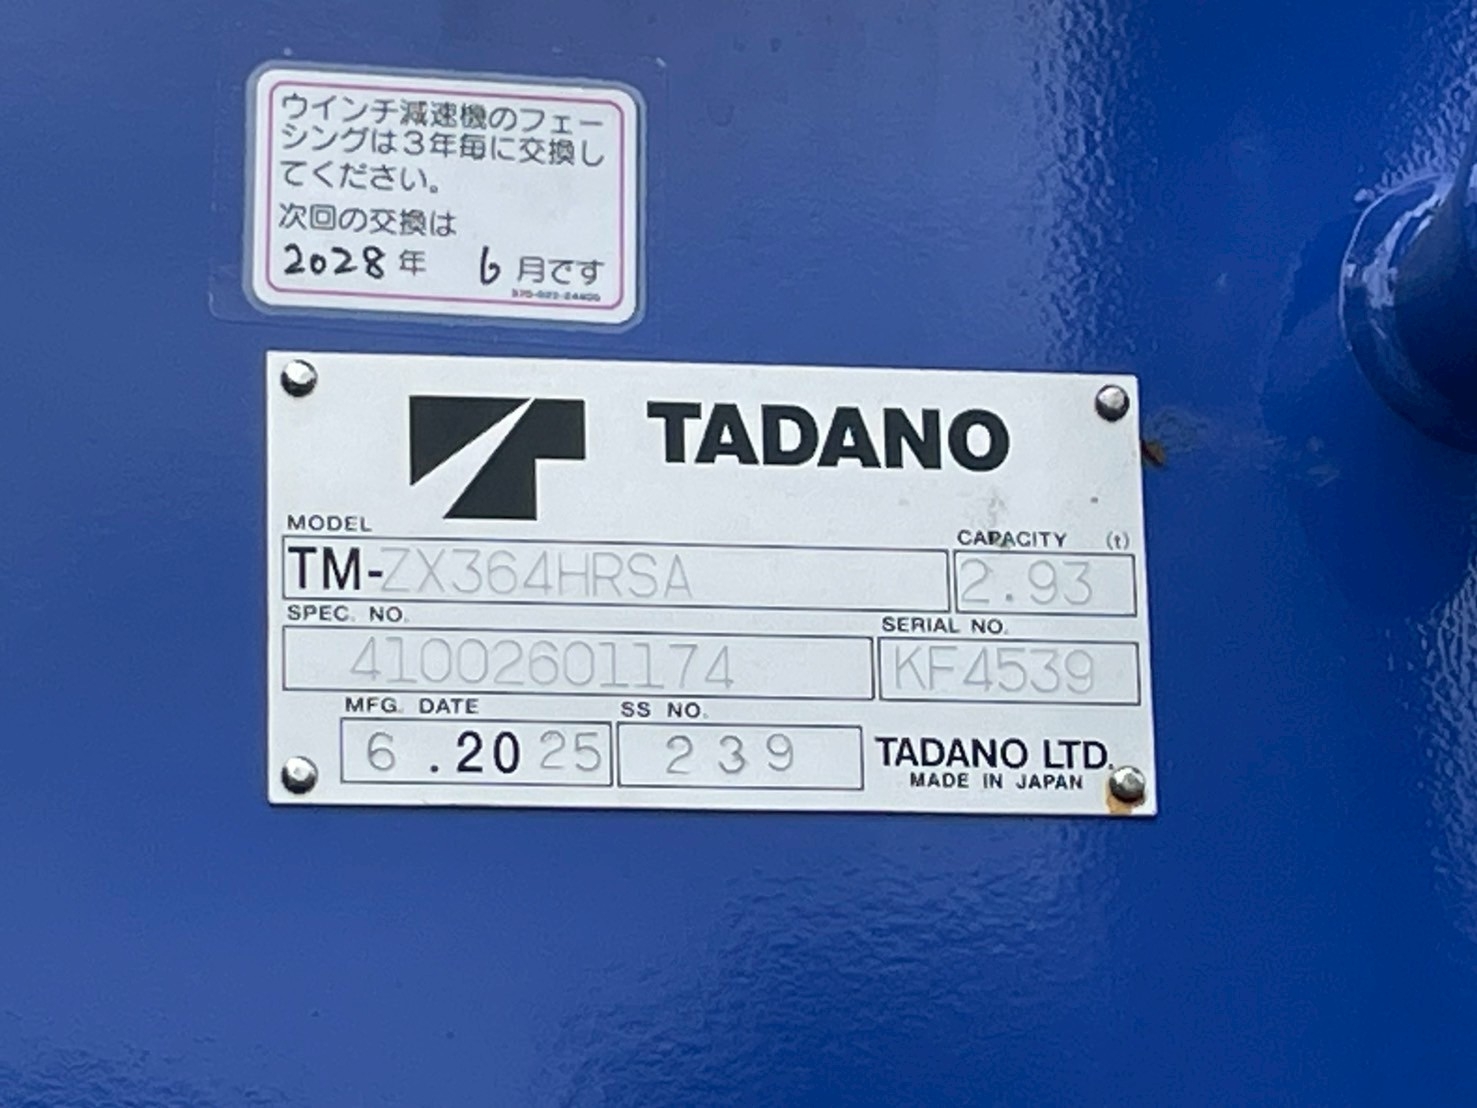 ウインチ減速機のフェー
シングは3年毎に交換し
てください。
次回の交換は
2028年 6月です
TADANO
MODEL
TM-ZX364HRSA
CAPACITY (t)
2.93
SPEC. NO.
41002601174
SERIAL NO.
KF4539
MFG. DATE
6 .2025
SS NO.
239
TADANO LTD.
MADE IN JAPAN